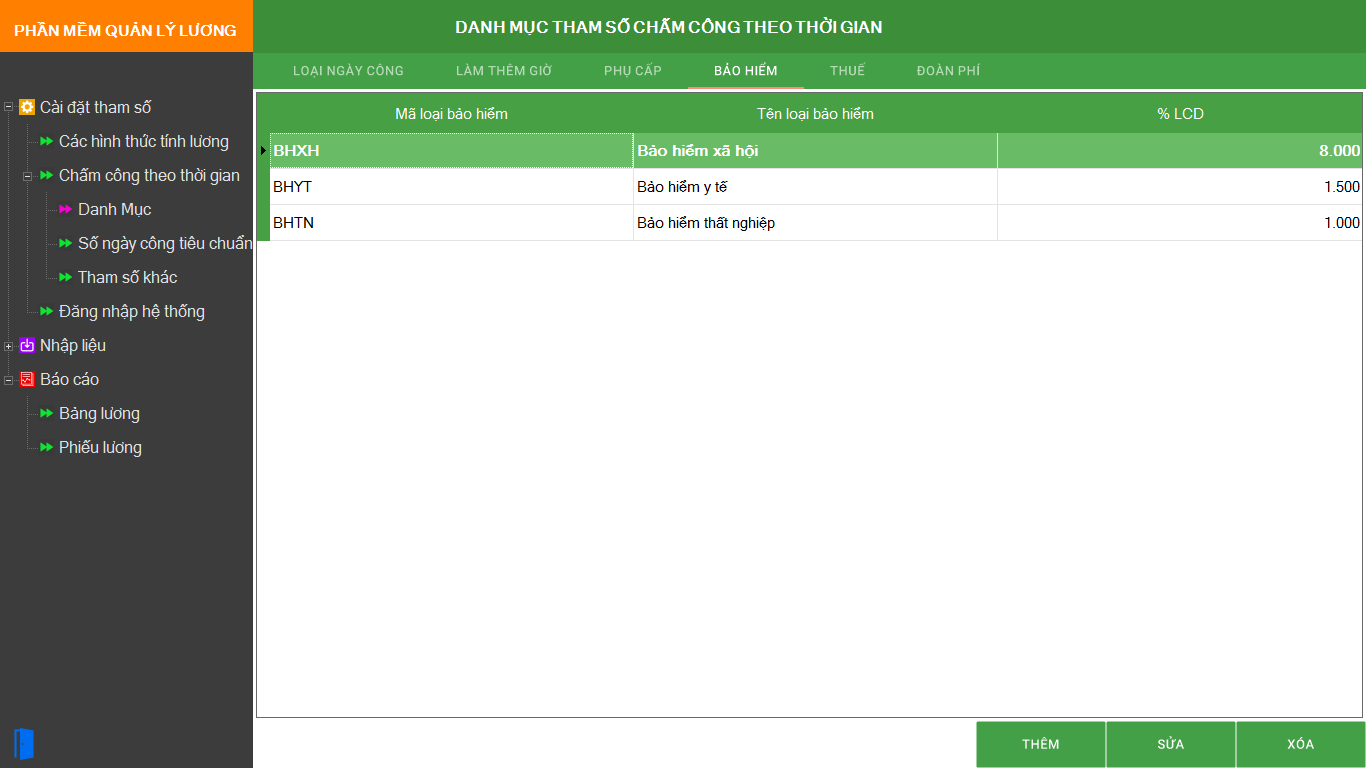 PHẦN MỀM QUẢN LÝ LƯƠNG
DANH MỤC THAM SỐ CHẤM CÔNG THEO THỜI GIAN
LOẠI NGÀY CÔNG LÀM THÊM GIỜ PHỤ CẤP BẢO HIỂM THUẾ ĐOÀN PHÍ
Cài đặt tham số
Các hình thức tính lương
Chấm công theo thời gian
Danh Mục
Số ngày công tiêu chuẩn
Tham số khác
Đăng nhập hệ thống
Nhập liệu
Báo cáo
Bảng lương
Phiếu lương
Mã loại bảo hiểm Tên loại bảo hiểm % LCD
BHXH Bảo hiểm xã hội 8.000
BHYT Bảo hiểm y tế 1.500
BHTN Bảo hiểm thất nghiệp 1.000
THÊM SỬA XÓA